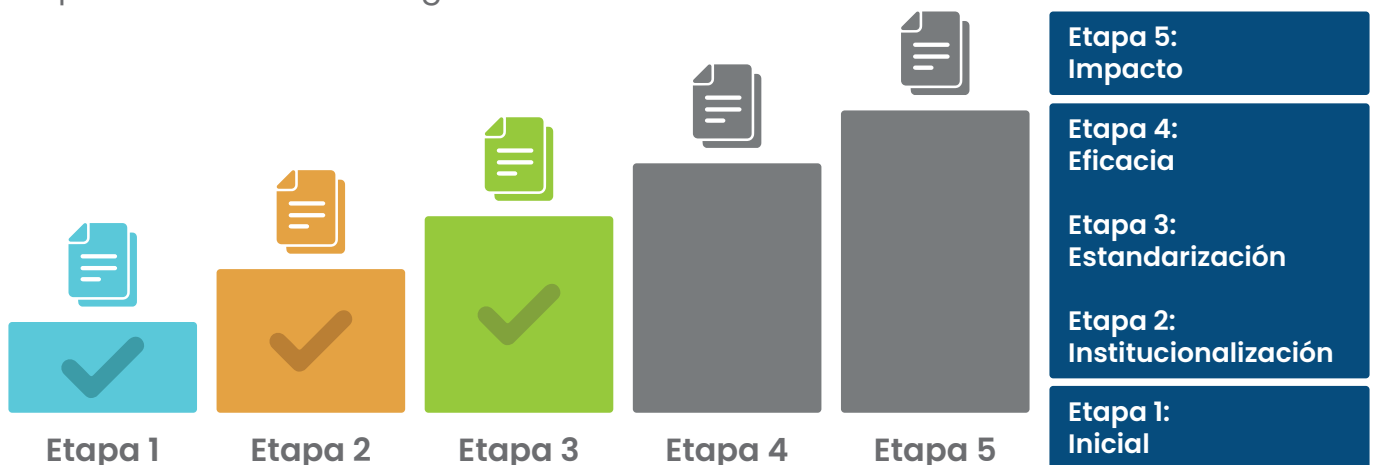 Etapa 1
Etapa 2
Etapa 3
Etapa 4
Etapa 5
Etapa 5:
Impacto
Etapa 4:
Eficacia
Etapa 3:
Estandarización
Etapa 2:
Institucionalización
Etapa 1:
Inicial